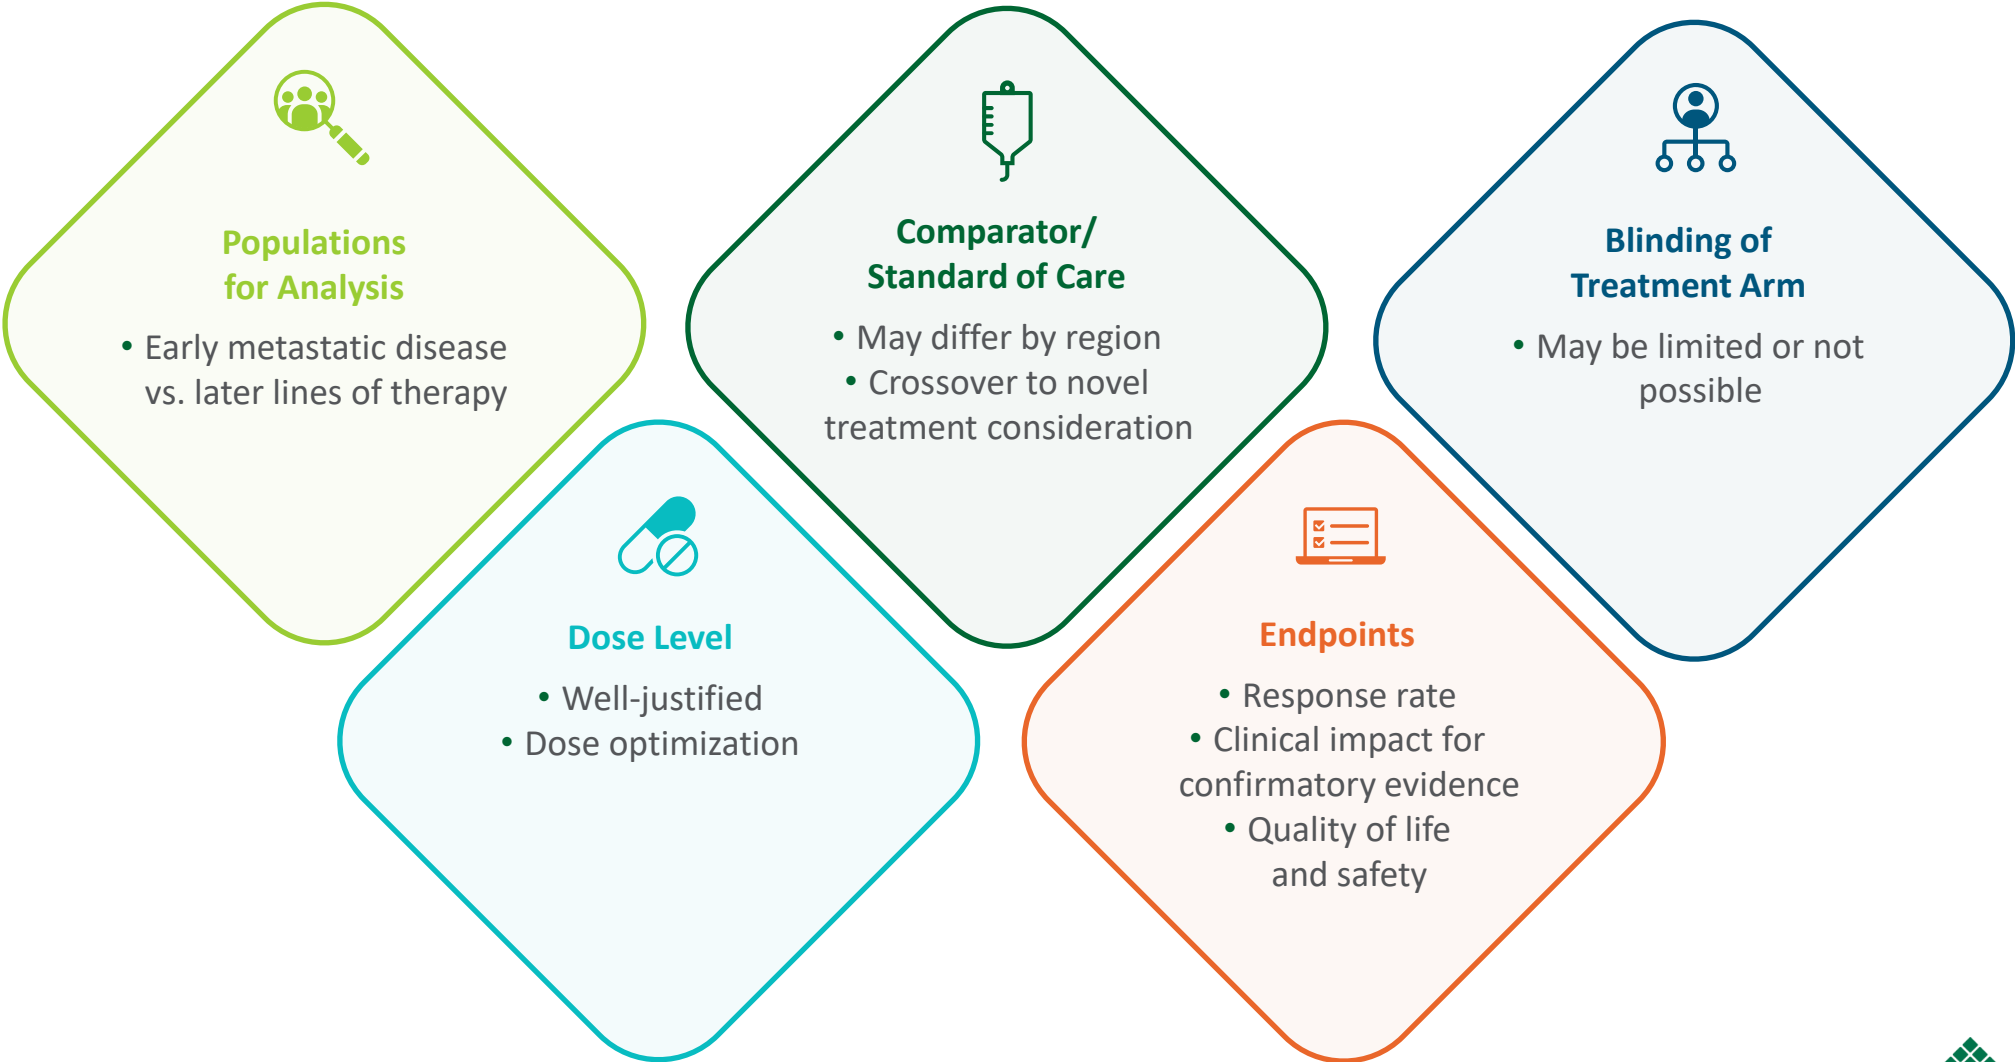 Populations
for Analysis
• Early metastatic disease
vs. later lines of therapy
Dose Level
• Well-justified
• Dose optimization
Comparator/
Standard of Care
• May differ by region
• Crossover to novel
treatment consideration
Endpoints
• Response rate
• Clinical impact for
confirmatory evidence
• Quality of life
and safety
Blinding of
Treatment Arm
• May be limited or not
possible